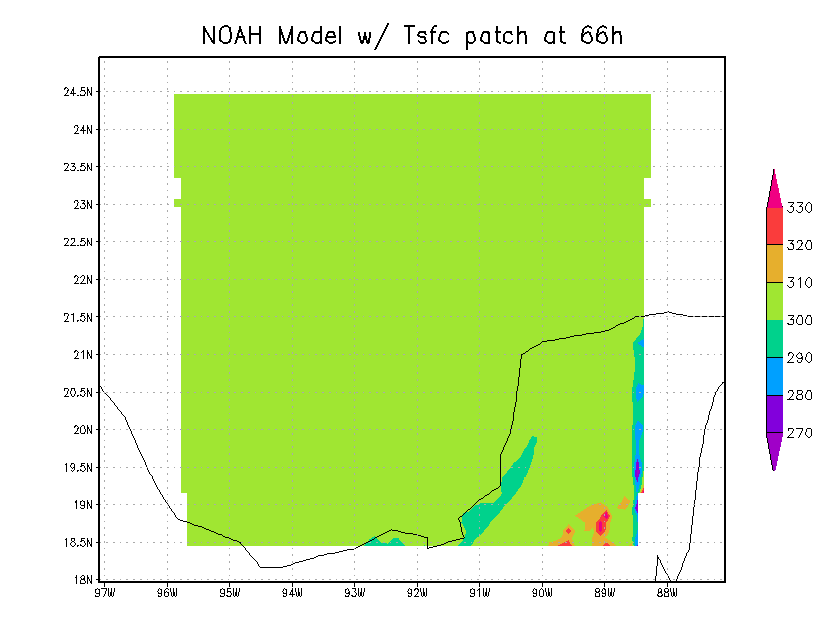 NOAH Model w/ Tsfc patch at 66h
24.5N
24N
23.5N
23N
22.5N
22N
21.5N
21N
20.5N
20N
19.5N
19N
18.5N
18N
97W 96W 95W 94W 93W 92W 91W 90W 89W 88W
330
320
310
300
290
280
270